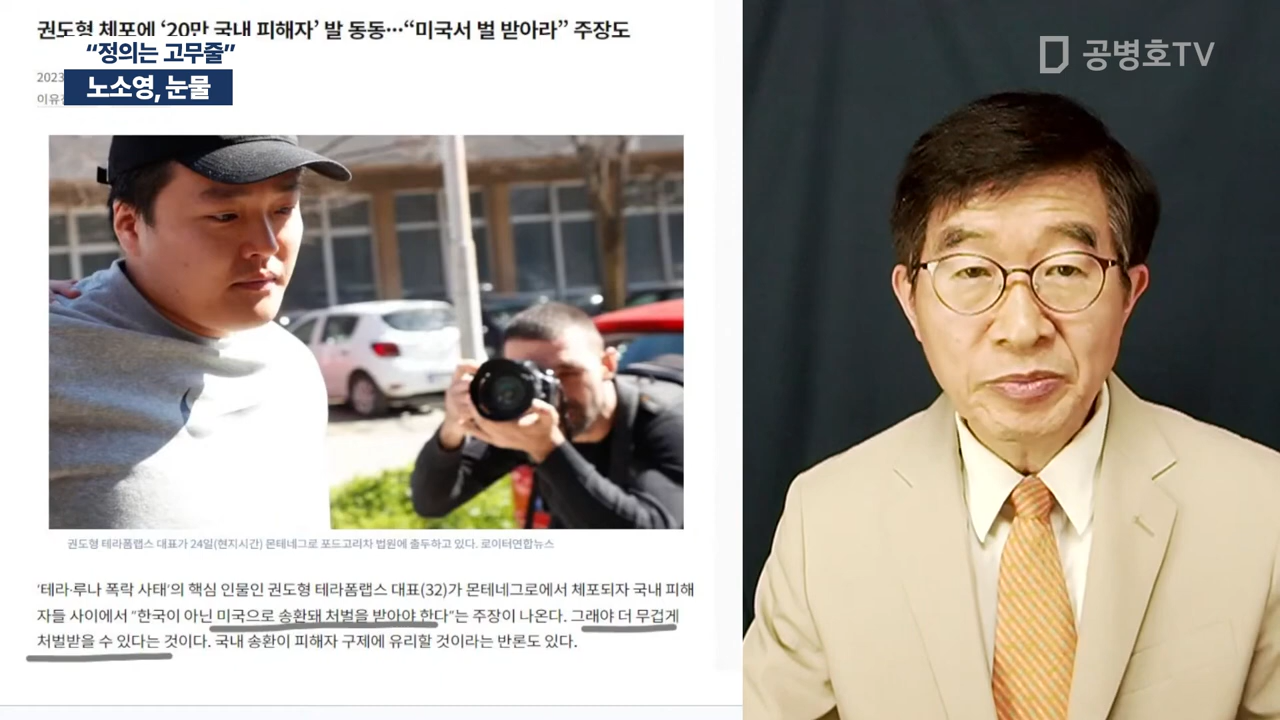 권도형 체포에 ‘20만 국내 피해자’ 발 동동…“미국서 벌 받아라” 주장도
“정의는 고무줄”
2023
노소영, 눈물
공병호TV
권도형 테라폼랩스 대표가 24일(현지시간) 몬테네그로 포드고리차 법원에 출두하고 있다. 로이터연합뉴스
‘테라·루나 폭락 사태’의 핵심 인물인 권도형 테라폼랩스 대표(32)가 몬테네그로에서 체포되자 국내 피해
자들 사이에서 “한국이 아닌 미국으로 송환돼 처벌을 받아야 한다”는 주장이 나온다. 그래야 더 무겁게
처벌받을 수 있다는 것이다. 국내 송환이 피해자 구제에 유리할 것이라는 반론도 있다.